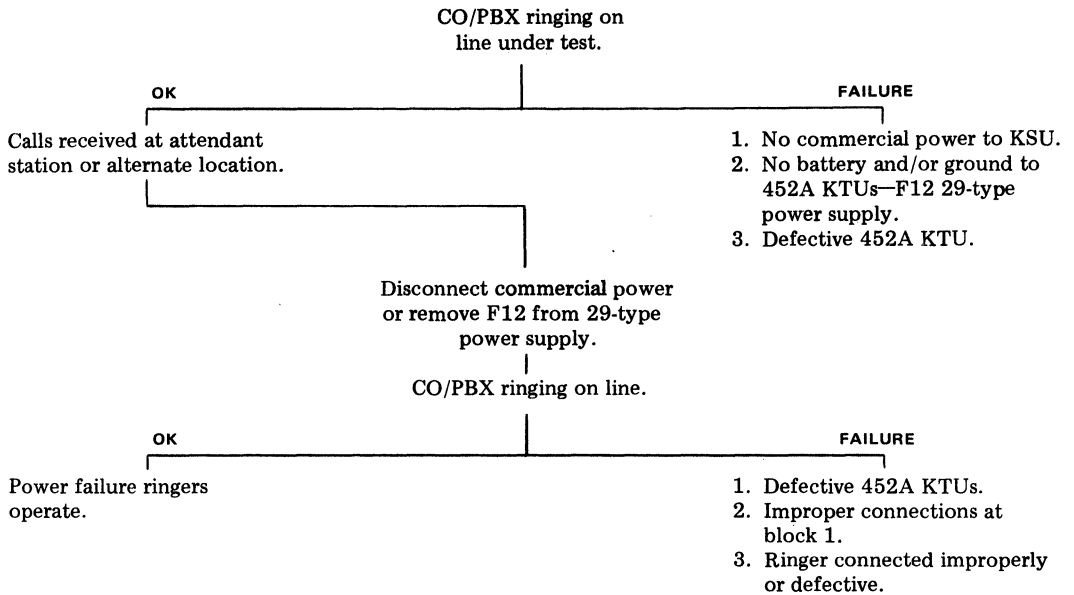 CO/PBX ringing on
line under test.
OK
FAILURE
Calls received at attendant
station or alternate location.
1. No commercial power to KSU.
2. No battery and/or ground to
452A KTUs—F12 29-type
power supply.
3. Defective 452A KTU.
Disconnect commercial power
or remove F12 from 29-type
power supply.
CO/PBX ringing on line.
OK
FAILURE
Power failure ringers
operate.
1. Defective 452A KTUs.
2. Improper connections at
block 1.
3. Ringer connected improperly
or defective.